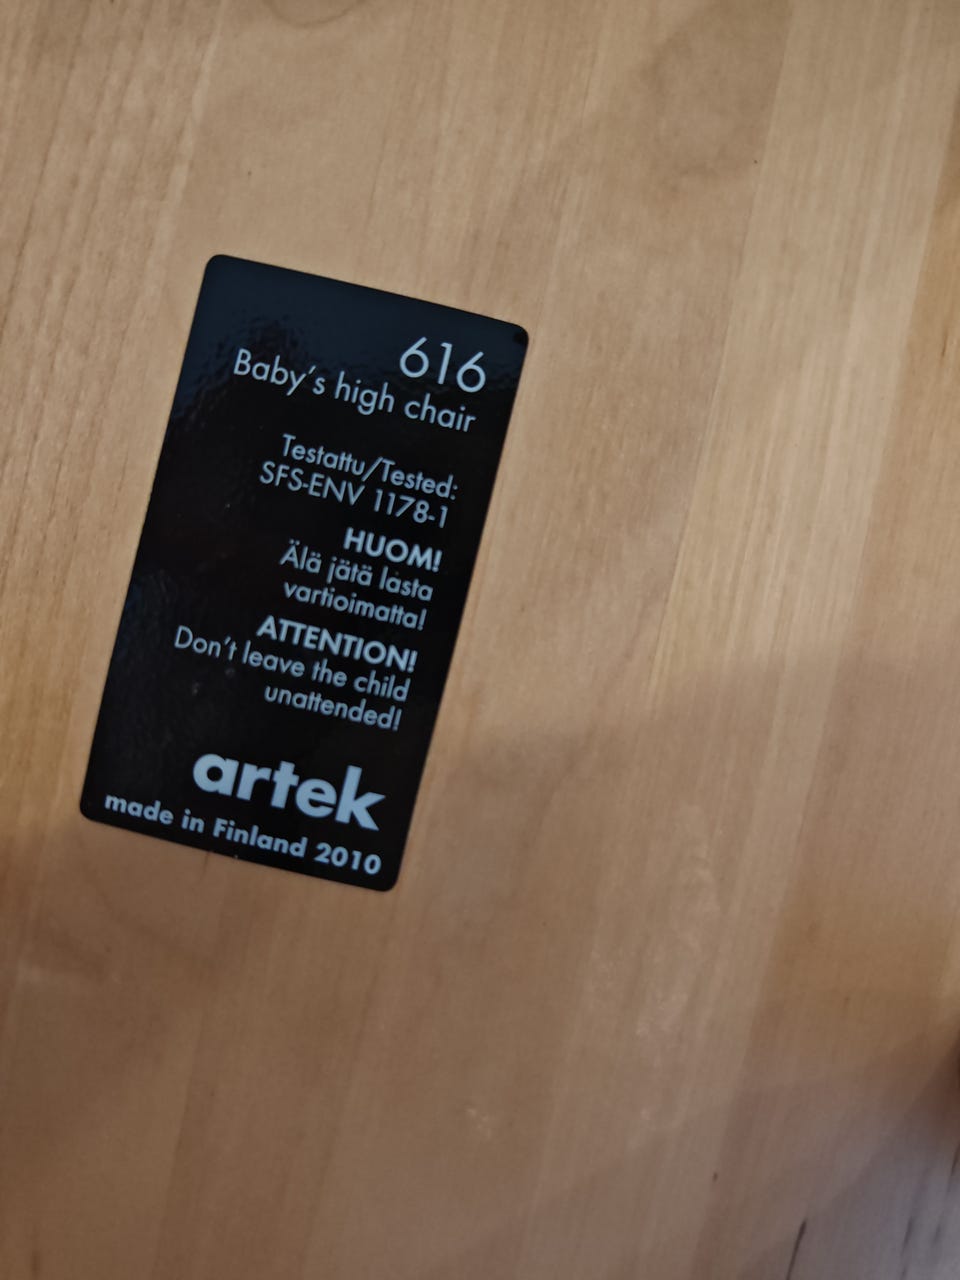 616
Baby's high chair
Testattu/Tested:
SFS-ENV 1178-1
HUOM!
Älä jätä lasta
vartioimatta!
ATTENTION!
Don't leave the child
unattended!
artek
made in Finland 2010